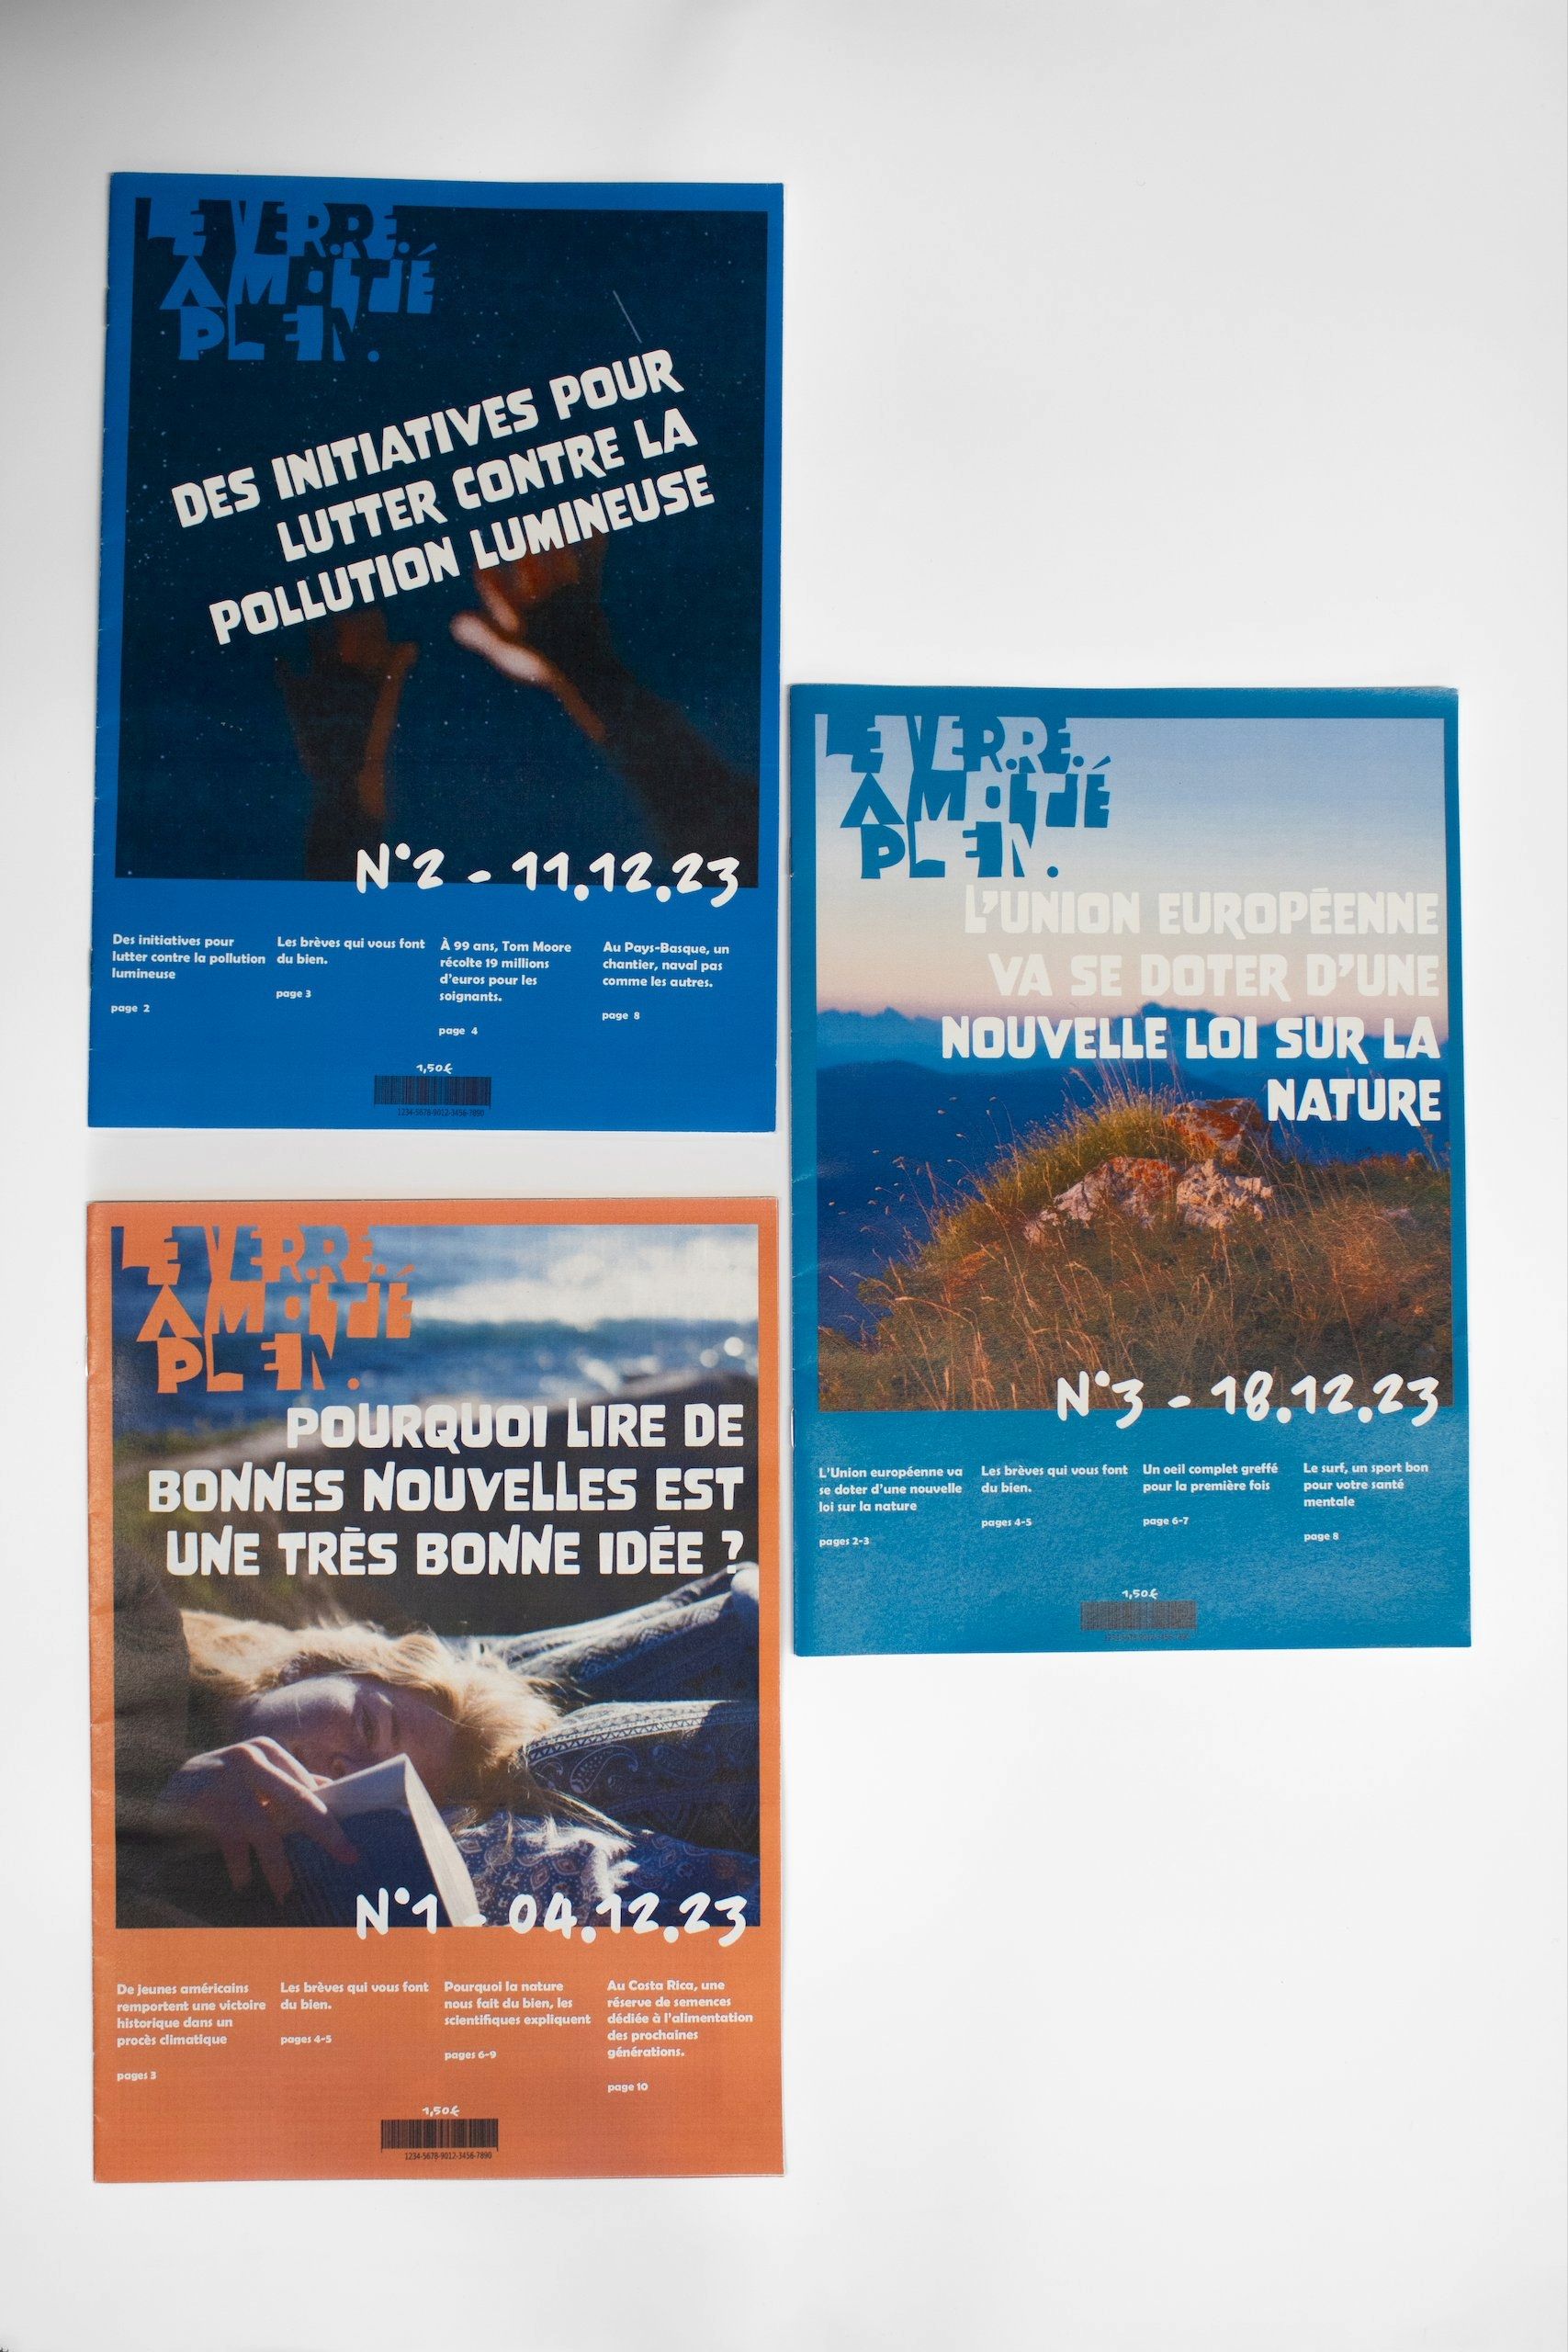 LE VERRE.
À MOITIÉ
PLEIN.
DES INITIATIVES POUR
LUTTER CONTRE LA
POLLUTION LUMINEUSE
N°2 - 11.12.23
Des initiatives pour
lutter contre la pollution
lumineuse
page 2
Les brèves qui vous font
du bien.
page 3
À 99 ans, Tom Moore
récolte 19 millions
d'euros pour les
soignants.
page 4
Au Pays-Basque, un
chantier, naval pas
comme les autres.
page 8
1,50€
1234-5678-9012-3456-7890
LE VERRE.
À MOITIÉ
PLEIN.
L'UNION EUROPÉENNE
VA SE DOTER D'UNE
NOUVELLE LOI SUR LA
NATURE
N°3 - 18.12.23
L'Union européenne va
se doter d'une nouvelle
loi sur la nature
pages 2-3
Les brèves qui vous font
du bien.
pages 4-5
Un oeil complet greffé
pour la première fois
page 6-7
Le surf, un sport bon
pour votre santé
mentale
page 8
1,50€
LE VERRE.
À MOITIÉ
PLEIN.
POURQUOI LIRE DE
BONNES NOUVELLES EST
UNE TRÈS BONNE IDÉE ?
N°1 - 04.12.23
De jeunes américains
remportent une victoire
historique dans un
procès climatique
pages 3
Les brèves qui vous font
du bien.
pages 4-5
Pourquoi la nature
nous fait du bien, les
scientifiques expliquent
pages 6-9
Au Costa Rica, une
réserve de semences
dédiée à l'alimentation
des prochaines
générations.
page 10
1,50€
1234-5678-9012-3456-7890